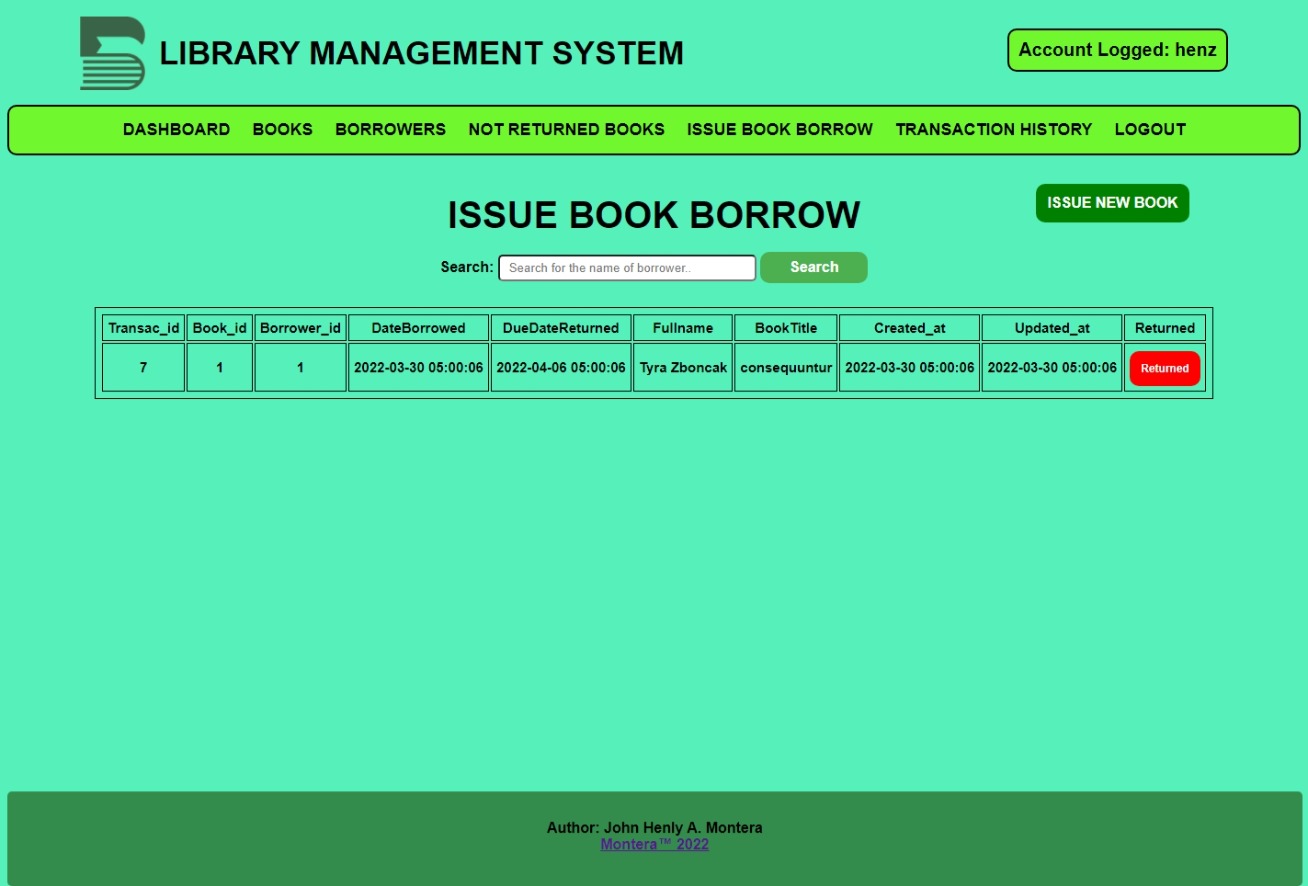 LIBRARY MANAGEMENT SYSTEM
Account Logged: henz
DASHBOARD BOOKS BORROWERS NOT RETURNED BOOKS ISSUE BOOK BORROW TRANSACTION HISTORY LOGOUT
ISSUE NEW BOOK
ISSUE BOOK BORROW
Search: Search for the name of borrower.. Search
Transac_id Book_id Borrower_id DateBorrowed DueDateReturned Fullname BookTitle Created_at Updated_at Returned
7 1 1 2022-03-30 05:00:06 2022-04-06 05:00:06 Tyra Zboncak consequuntur 2022-03-30 05:00:06 2022-03-30 05:00:06 Returned
Author: John Henly A. Montera
Montera™ 2022